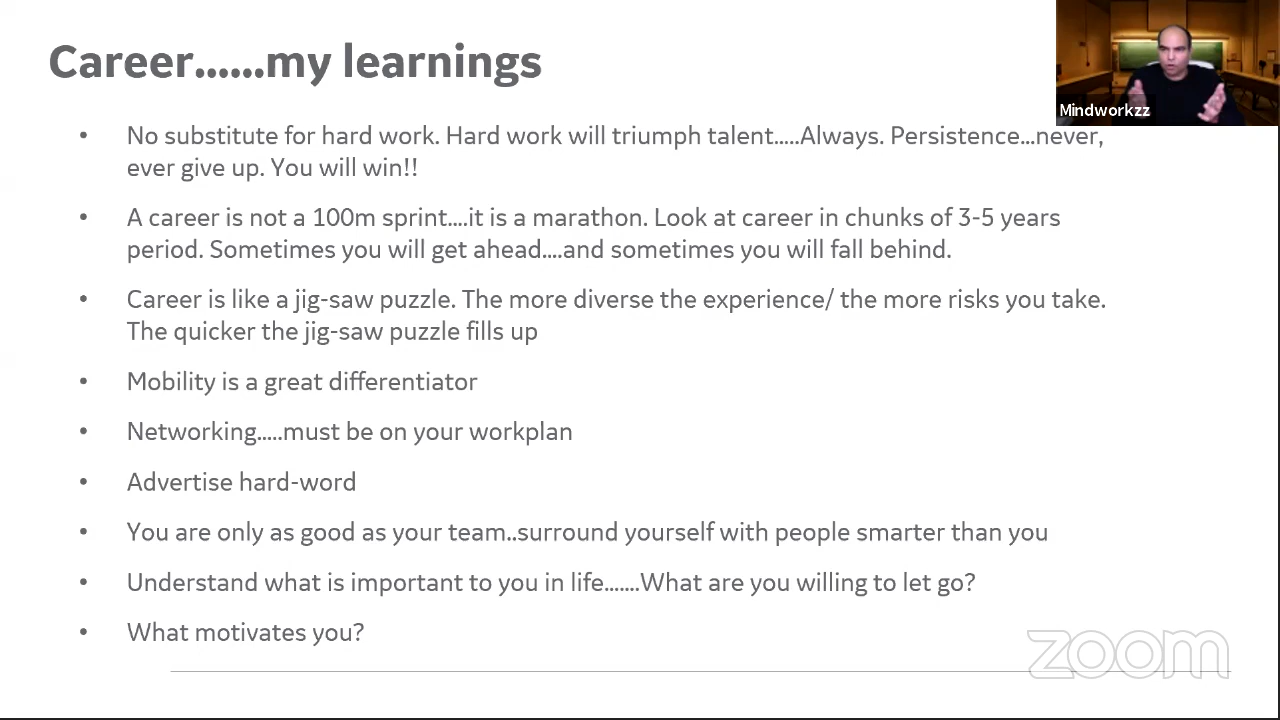 Career......my learnings
Mindworkzz
• No substitute for hard work. Hard work will triumph talent.....Always. Persistence...never,
ever give up. You will win!!
• A career is not a 100m sprint....it is a marathon. Look at career in chunks of 3-5 years
period. Sometimes you will get ahead....and sometimes you will fall behind.
• Career is like a jig-saw puzzle. The more diverse the experience/ the more risks you take.
The quicker the jig-saw puzzle fills up
• Mobility is a great differentiator
• Networking.....must be on your workplan
• Advertise hard-word
• You are only as good as your team..surround yourself with people smarter than you
• Understand what is important to you in life.......What are you willing to let go?
• What motivates you?
zoom